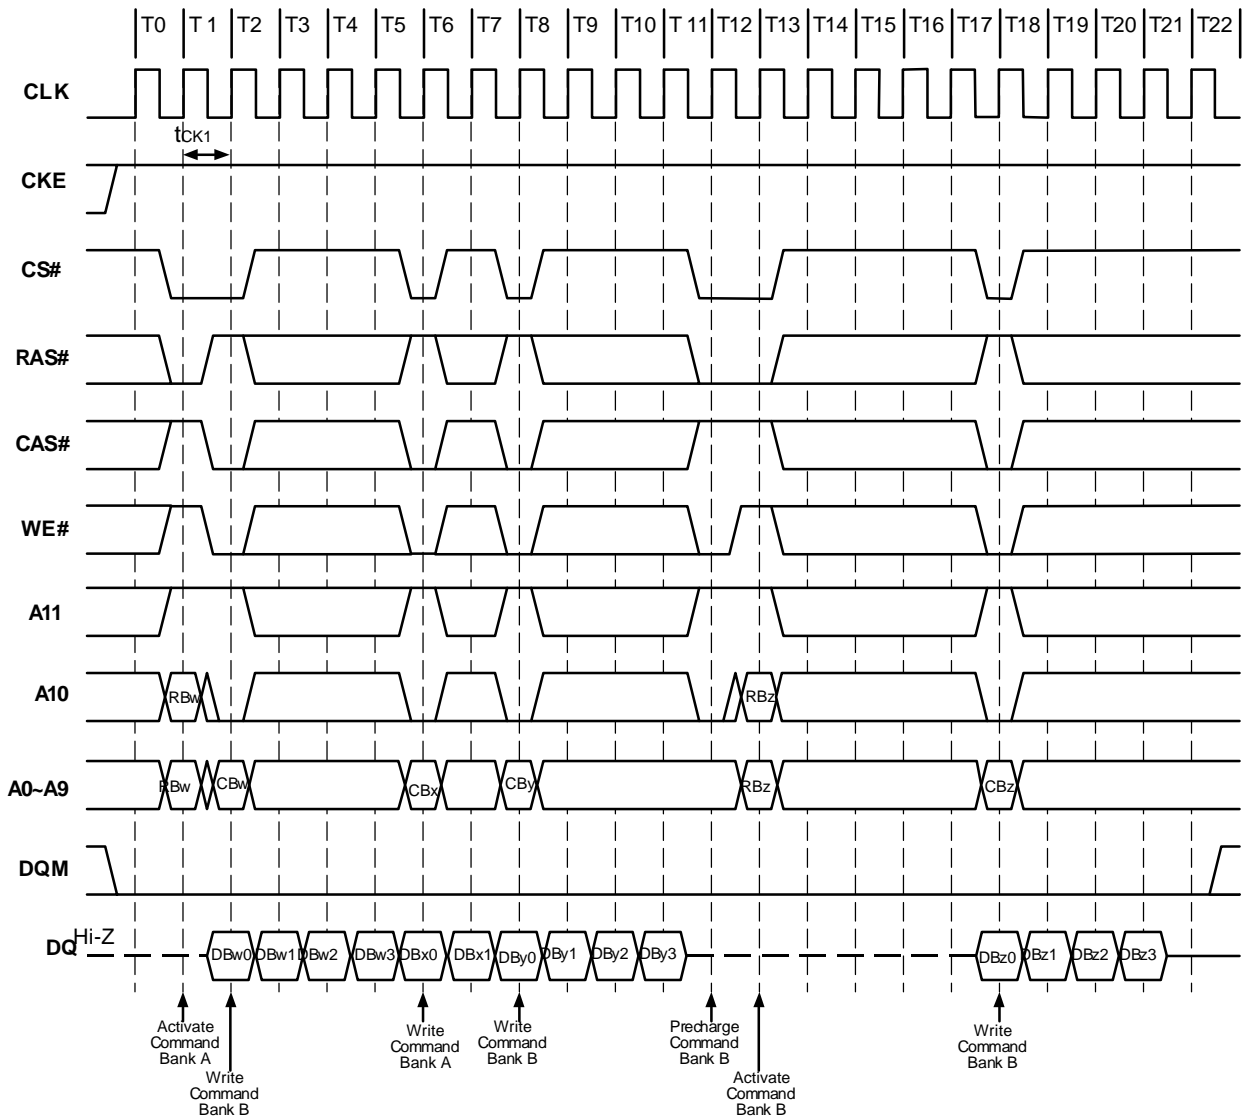 T0 T 1 T2 T3 T4 T5 T6 T7 T8 T9 T10 T 11 T12 T13 T14 T15 T16 T17 T18 T19 T20 T21 T22
CLK
tCK1
CKE
CS#
RAS#
CAS#
WE#
A11
A10 RBw RBz
A0~A9 RBw CBw CBx CBy RBz CBz
DQM
DQ Hi-Z DBw0 DBw1 DBw2 DBw3 DBx0 DBx1 DBy0 DBy1 DBy2 DBy3 DBz0 DBz1 DBz2 DBz3
Activate
Command
Bank A
Write
Command
Bank B
Write
Command
Bank A
Write
Command
Bank B
Precharge
Command
Bank B
Activate
Command
Bank B
Write
Command
Bank B